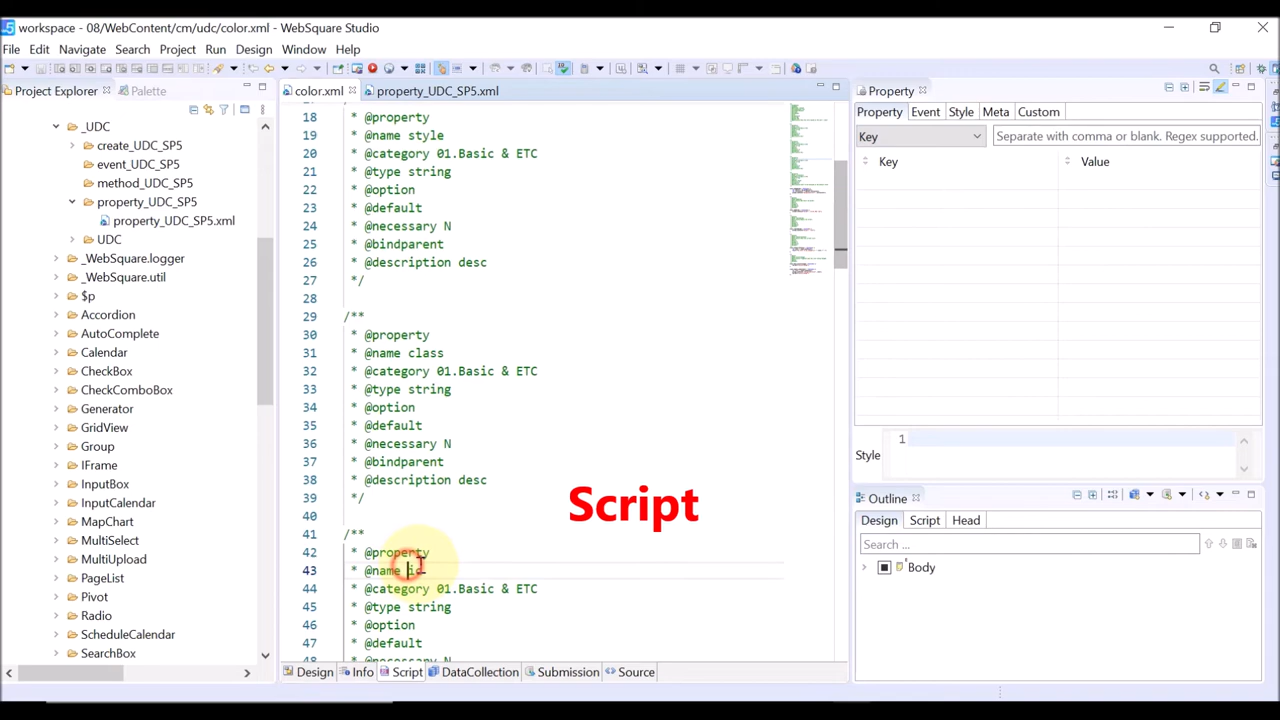 workspace - 08/WebContent/cm/udc/color.xml - WebSquare Studio
File Edit Navigate Search Project Run Design Window Help
Project Explorer Palette
_UDC
create_UDC_SP5
event_UDC_SP5
method_UDC_SP5
property_UDC_SP5
property_UDC_SP5.xml
UDC
_WebSquare.logger
_WebSquare.util
$p
Accordion
AutoComplete
Calendar
CheckBox
CheckComboBox
Generator
GridView
Group
IFrame
InputBox
InputCalendar
MapChart
MultiSelect
MultiUpload
PageList
Pivot
Radio
ScheduleCalendar
SearchBox
color.xml property_UDC_SP5.xml
18 * @property
19 * @name style
20 * @category 01.Basic & ETC
21 * @type string
22 * @option
23 * @default
24 * @necessary N
25 * @bindparent
26 * @description desc
27 */
28
29 /**
30 * @property
31 * @name class
32 * @category 01.Basic & ETC
33 * @type string
34 * @option
35 * @default
36 * @necessary N
37 * @bindparent
38 * @description desc
39 */
40
41 /**
42 * @property
43 * @name id
44 * @category 01.Basic & ETC
45 * @type string
46 * @option
47 * @default
48 * @necessary N
Script
Design Info Script DataCollection Submission Source
Property
Property Event Style Meta Custom
Key Separate with comma or blank. Regex supported.
Key Value
Style 1
Outline
Design Script Head
Search ...
Body